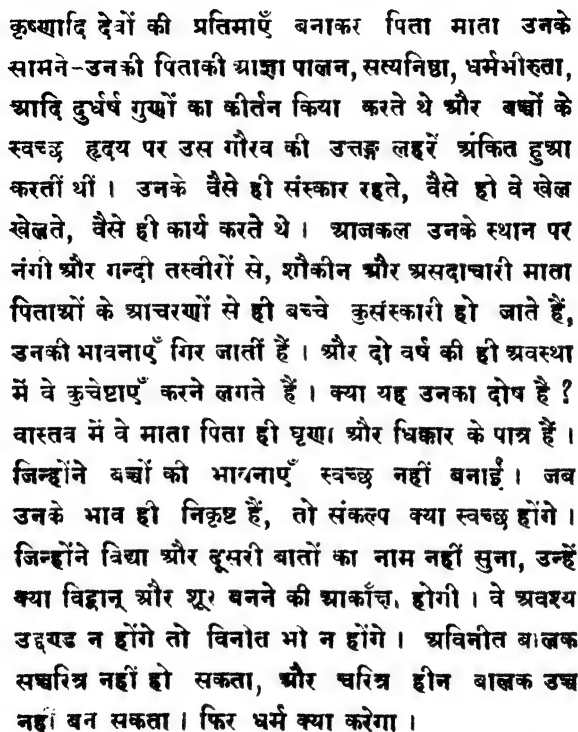 कृष्णादि देवों की प्रतिमाएँ बनाकर पिता माता उनके
सामने-उनकी पिताकी आज्ञा पालन, सत्यनिष्ठा, धर्मभीरुता,
आदि दुर्धर्ष गुणों का कीर्तन किया करते थे और बच्चों के
स्वच्छ हृदय पर उस गौरव की उत्तङ्ग लहरें अंकित हुआ
करतीं थीं । उनके वैसे ही संस्कार रहते, वैसे हो वे खेल
खेलते, वैसे ही कार्य करते थे । आजकल उनके स्थान पर
नंगी और गन्दी तस्वीरों से, शौकीन और असदाचारी माता
पिताओं के आचरणों से ही बच्चे कुसंस्कारी हो जाते हैं,
उनकी भावनाएँ गिर जातीं हैं । और दो वर्ष की ही अवस्था
में वे कुचेष्टाएँ करने लगते हैं । क्या यह उनका दोष है ?
वास्तव में वे माता पिता ही घृणा और धिक्कार के पात्र हैं ।
जिन्होंने बच्चों की भावनाएँ स्वच्छ नहीं बनाईं । जब
उनके भाव ही निकृष्ट हैं, तो संकल्प क्या स्वच्छ होंगे ।
जिन्होंने विद्या और दूसरी बातों का नाम नहीं सुना, उन्हें
क्या विद्वान् और शूर बनने की आकाँक्षा होगी । वे अवश्य
उद्दण्ड न होंगे तो विनीत भी न होंगे । अविनीत बालक
सच्चरित्र नहीं हो सकता, और चरित्र हीन बालक उच्च
नहीं बन सकता । फिर धर्म क्या करेगा ।